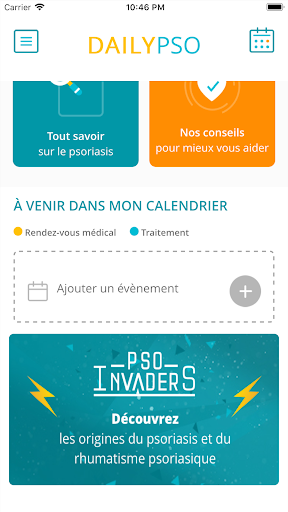 Carrier 10:46 PM
DAILYPSO
Tout savoir
sur le psoriasis
Nos conseils
pour mieux vous aider
À VENIR DANS MON CALENDRIER
Rendez-vous médical Traitement
Ajouter un évènement +
PSO
INVADERS
Découvrez
les origines du psoriasis et du
rhumatisme psoriasique